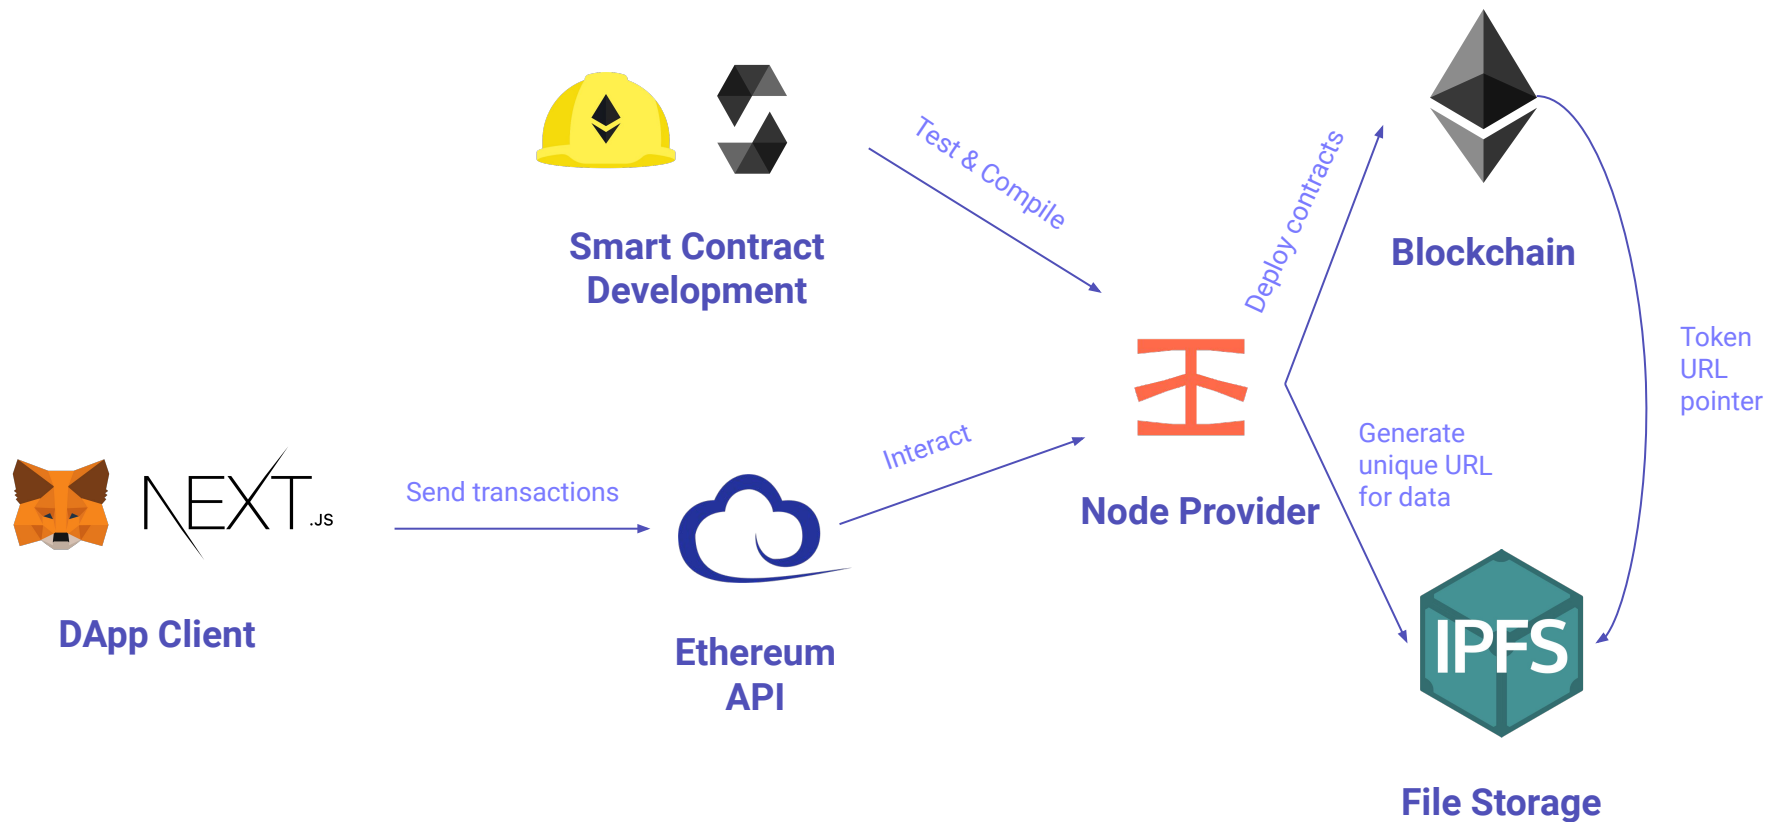 Smart Contract
Development
Test & Compile
Deploy contracts
Blockchain
Token
URL
pointer
NEXT.JS
DApp Client
Send transactions
Ethereum
API
Interact
Node Provider
Generate
unique URL
for data
IPFS
File Storage